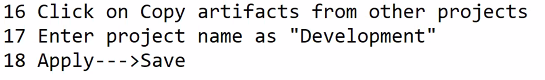 16 Click on Copy artifacts from other projects
17 Enter project name as "Development"
18 Apply--->Save